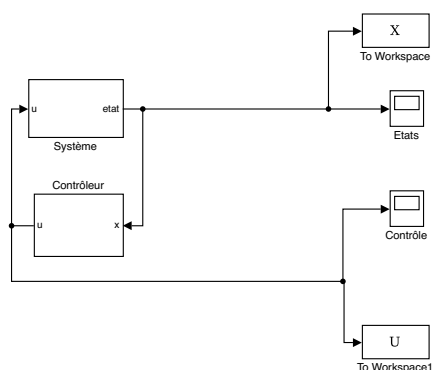 X
To Workspace
u
etat
Système
Etats
Contrôleur
u
x
Contrôle
U
To Workspace1